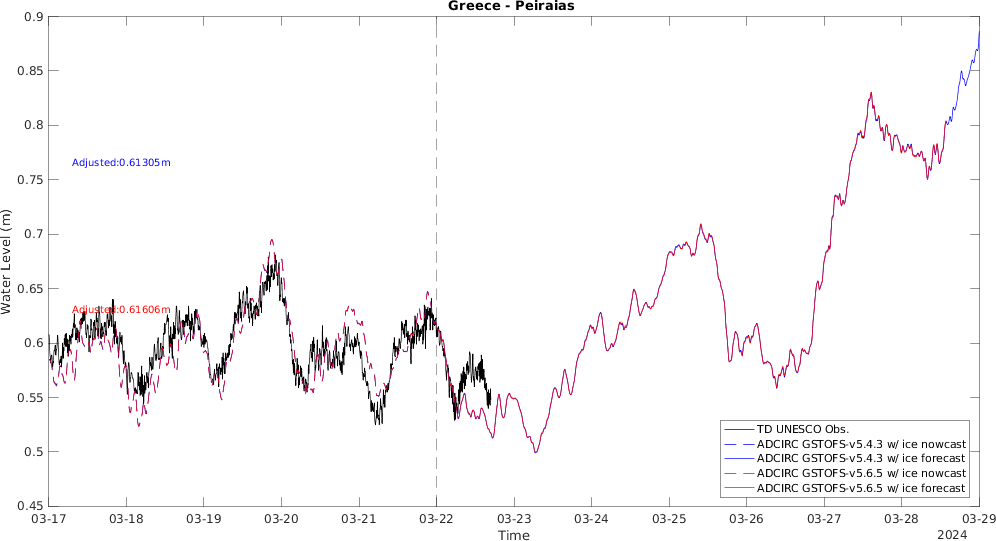 Greece - Peiraias
0.9
0.85
0.8
0.75
0.7
0.65
0.6
0.55
0.5
0.45
Water Level (m)
Adjusted:0.61305m
Adjusted:0.61606m
TD UNESCO Obs.
ADCIRC GSTOFS-v5.4.3 w/ ice nowcast
ADCIRC GSTOFS-v5.4.3 w/ ice forecast
ADCIRC GSTOFS-v5.6.5 w/ ice nowcast
ADCIRC GSTOFS-v5.6.5 w/ ice forecast
03-17 03-18 03-19 03-20 03-21 03-22 03-23 03-24 03-25 03-26 03-27 03-28 03-29
Time
2024